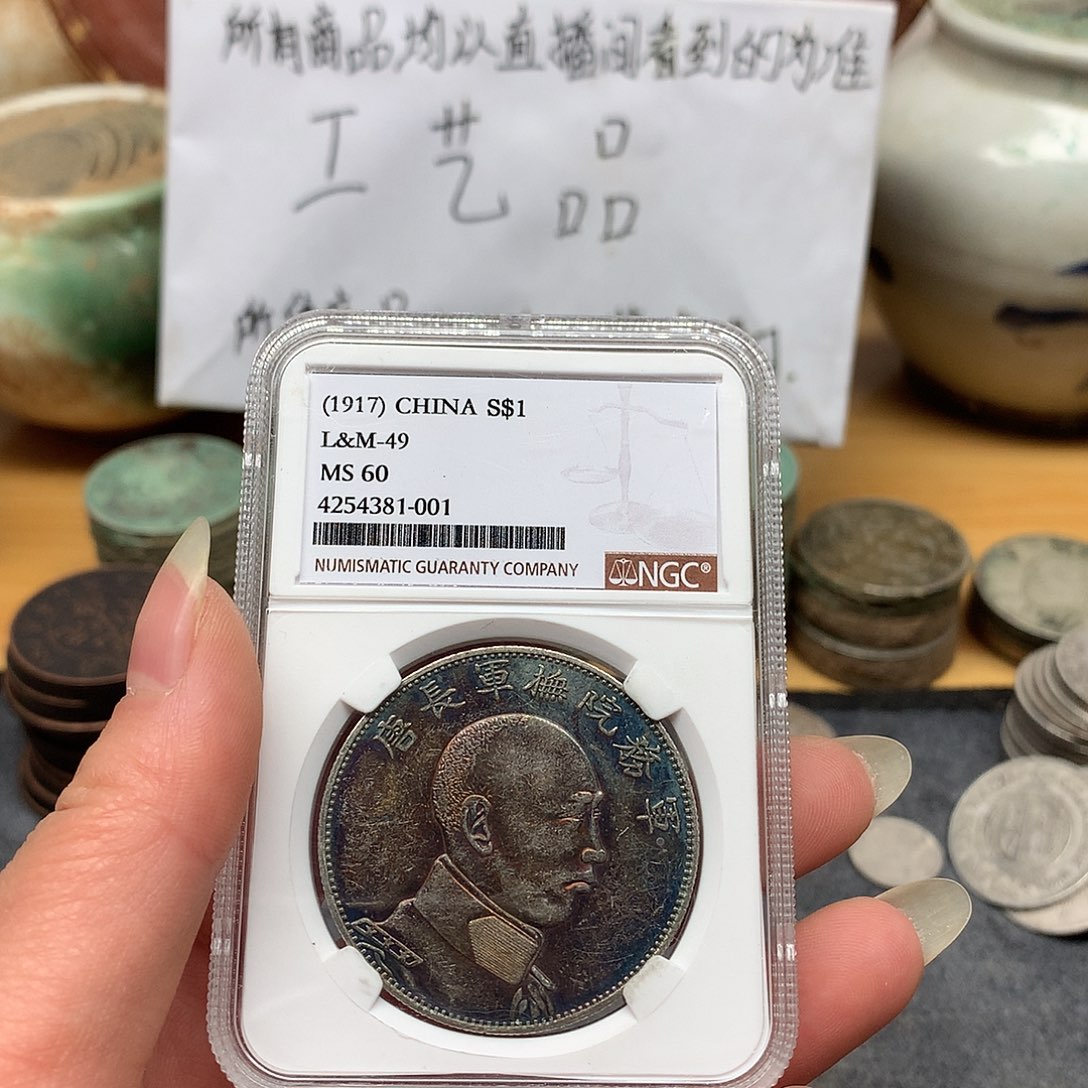 所有商品均以直播间看到的为准
工艺品
(1917) CHINA S$1
L&M-49
MS 60
4254381-001
NUMISMATIC GUARANTY COMPANY
NGC®
軍務院撫軍長唐